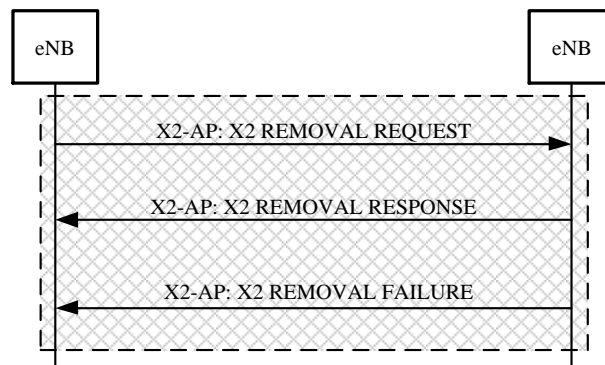 eNB
eNB
X2-AP: X2 REMOVAL REQUEST
X2-AP: X2 REMOVAL RESPONSE
X2-AP: X2 REMOVAL FAILURE